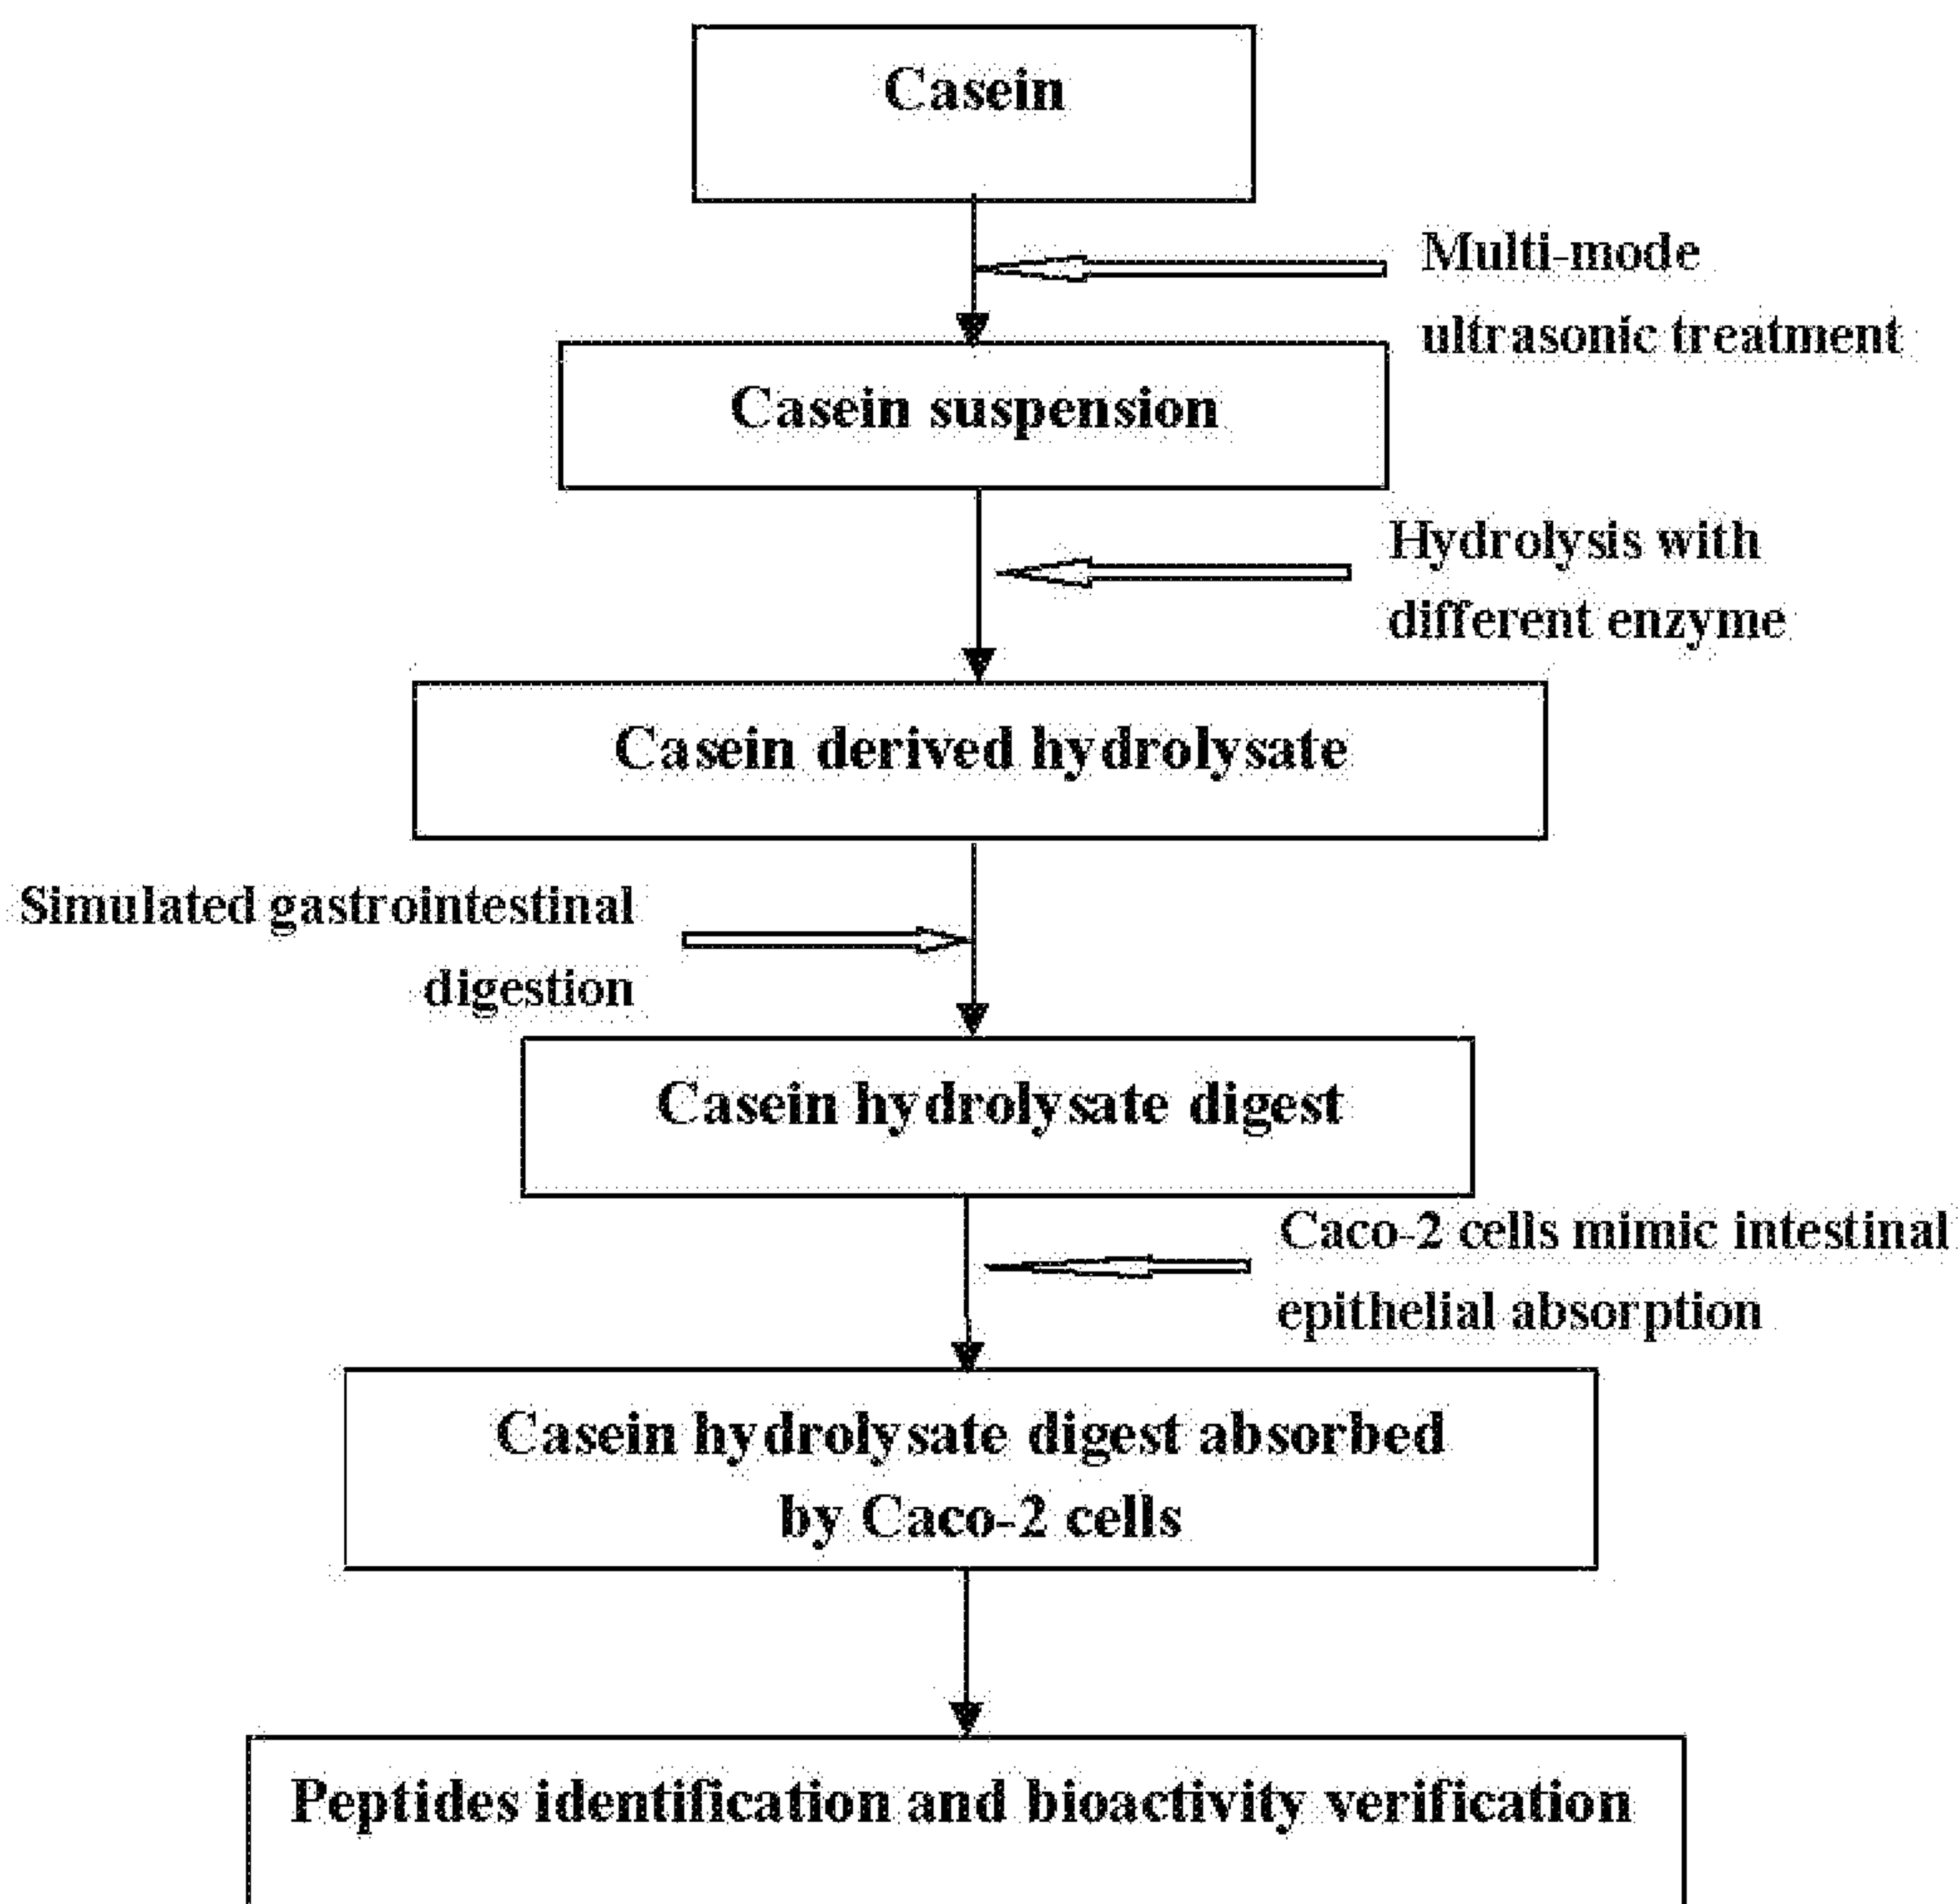 Casein
Multi-mode
ultrasonic treatment
Casein suspension
Hydrolysis with
different enzyme
Casein derived hydrolysate
Simulated gastrointestinal
digestion
Casein hydrolysate digest
Caco-2 cells mimic intestinal
epithelial absorption
Casein hydrolysate digest absorbed
by Caco-2 cells
Peptides identification and bioactivity verification